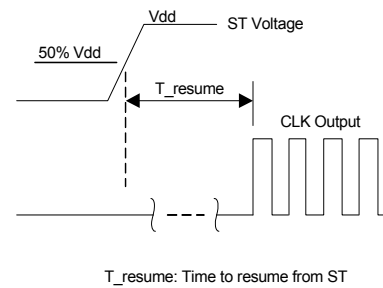 Vdd
ST Voltage
50% Vdd
T_resume
CLK Output
T_resume: Time to resume from ST